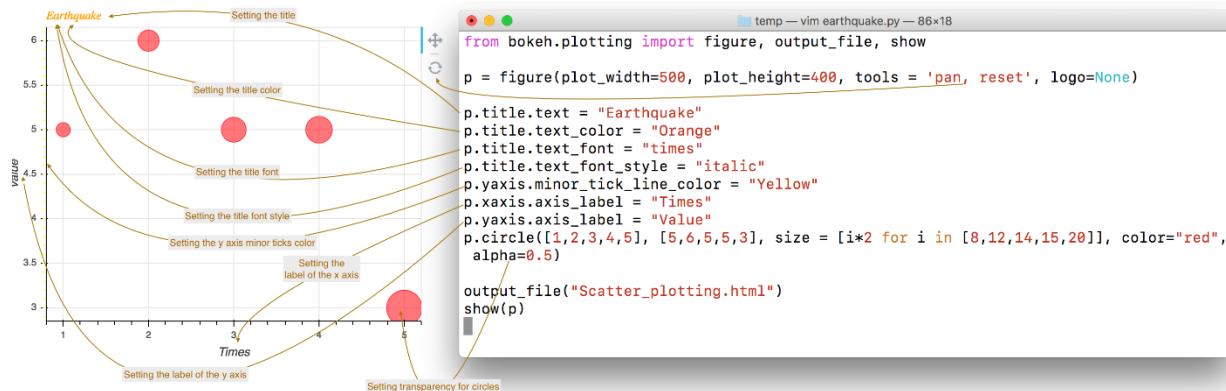 Earthquake
Setting the title
6
5.5
5
4.5
4
3.5
3
value
Setting the title color
Setting the title font
Setting the title font style
Setting the y axis minor ticks color
Setting the
label of the x axis
1
2
3
4
5
Times
Setting the label of the y axis
Setting transparency for circles
temp — vim earthquake.py — 86×18
from bokeh.plotting import figure, output_file, show
p = figure(plot_width=500, plot_height=400, tools = 'pan, reset', logo=None)
p.title.text = "Earthquake"
p.title.text_color = "Orange"
p.title.text_font = "times"
p.title.text_font_style = "italic"
p.yaxis.minor_tick_line_color = "Yellow"
p.xaxis.axis_label = "Times"
p.yaxis.axis_label = "Value"
p.circle([1,2,3,4,5], [5,6,5,5,3], size = [i*2 for i in [8,12,14,15,20]], color="red",
alpha=0.5)
output_file("Scatter_plotting.html")
show(p)